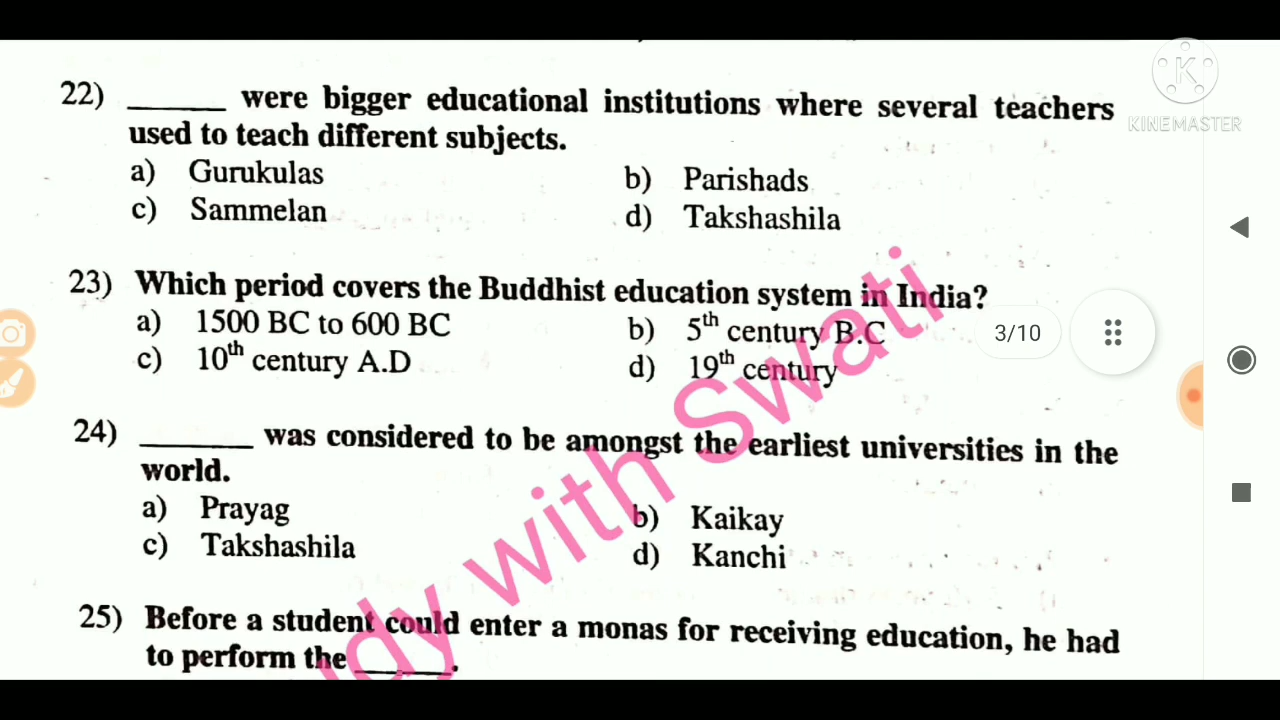 22) ______ were bigger educational institutions where several teachers
used to teach different subjects.
a) Gurukulas b) Parishads
c) Sammelan d) Takshashila
23) Which period covers the Buddhist education system in India?
a) 1500 BC to 600 BC b) 5th century B.C
c) 10th century A.D d) 19th century
24) _______ was considered to be amongst the earliest universities in the
world.
a) Prayag b) Kaikay
c) Takshashila d) Kanchi
25) Before a student could enter a monas for receiving education, he had
to perform the ______.
K
KINEMASTER
3/10
with Swati